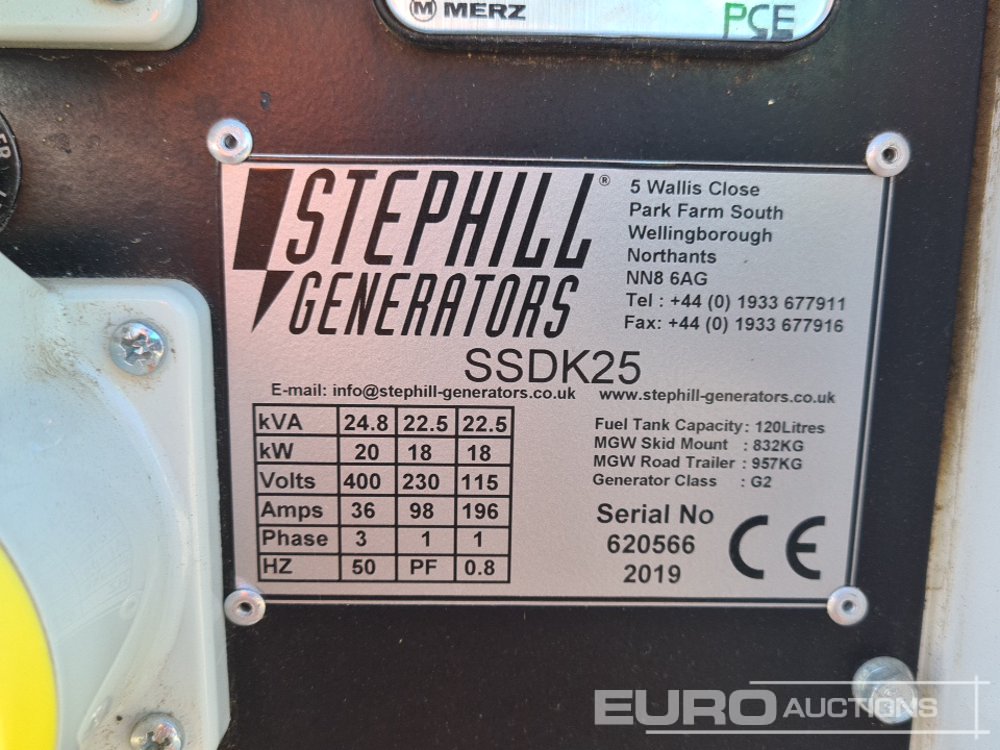 M MERZ
PCE
STEPHILL®
GENERATORS
5 Wallis Close
Park Farm South
Wellingborough
Northants
NN8 6AG
Tel : +44 (0) 1933 677911
Fax: +44 (0) 1933 677916
SSDK25
E-mail: info@stephill-generators.co.uk www.stephill-generators.co.uk
kVA 24.8 22.5 22.5
kW 20 18 18
Volts 400 230 115
Amps 36 98 196
Phase 3 1 1
HZ 50 PF 0.8
Fuel Tank Capacity: 120Litres
MGW Skid Mount : 832KG
MGW Road Trailer : 957KG
Generator Class : G2
Serial No
620566
2019
CE
EURO AUCTIONS